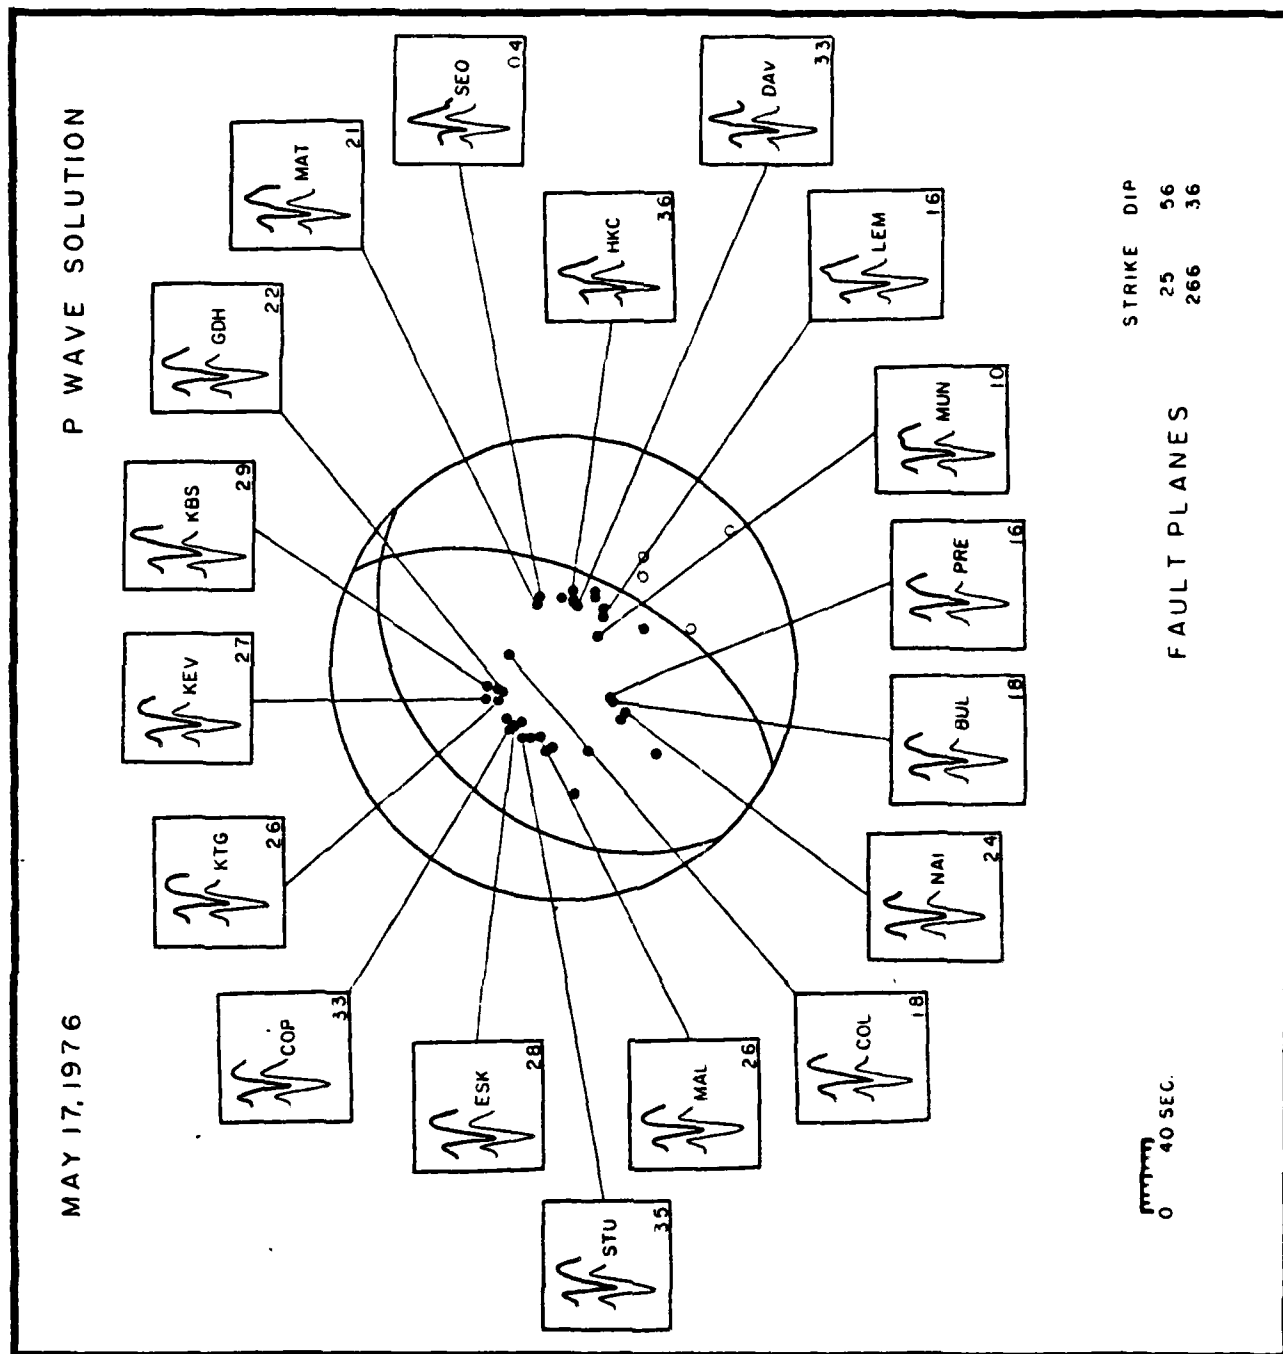 MAY 17, 1976
P WAVE SOLUTION
COP
33
KTG
26
KEV
27
KBS
29
GDH
22
MAT
21
SEO
04
ESK
28
STU
35
MAL
26
COL
18
NAI
24
BUL
18
PRE
16
MUN
10
LEM
16
HKC
36
DAV
33
0 40 SEC.
FAULT PLANES
STRIKE DIP
25 56
266 36